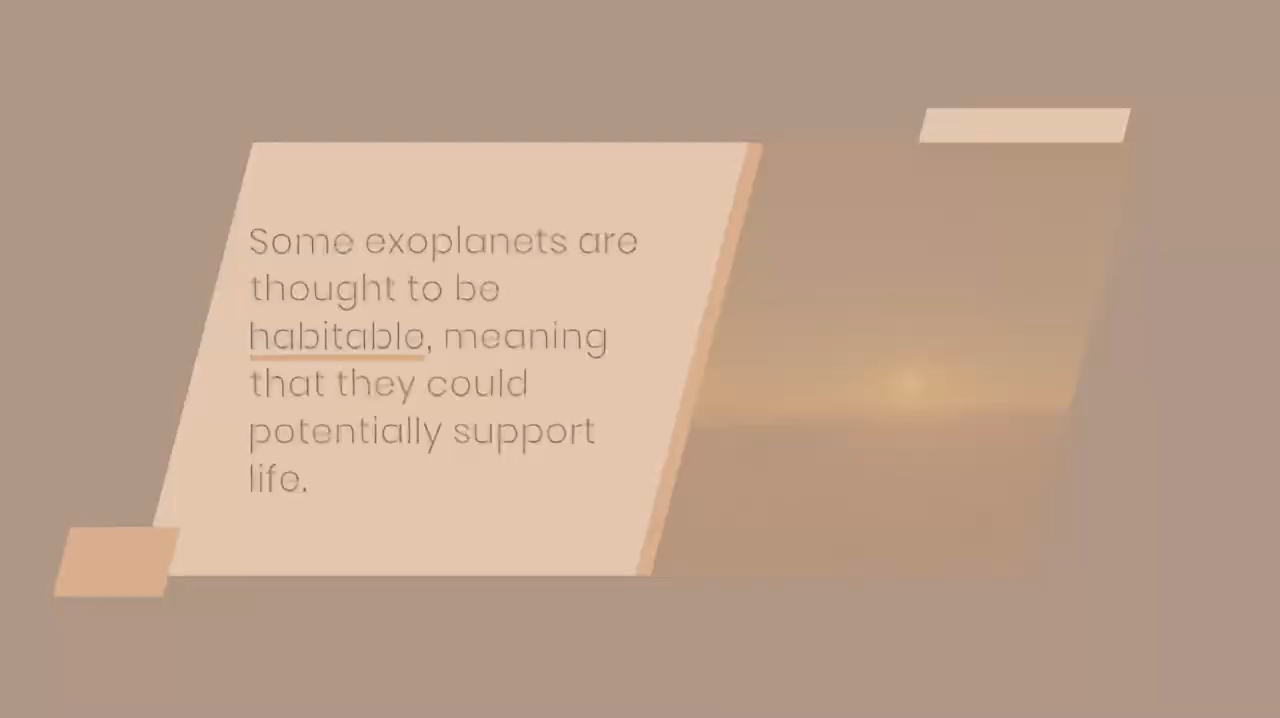 Some exoplanets are
thought to be
habitable, meaning
that they could
potentially support
life.